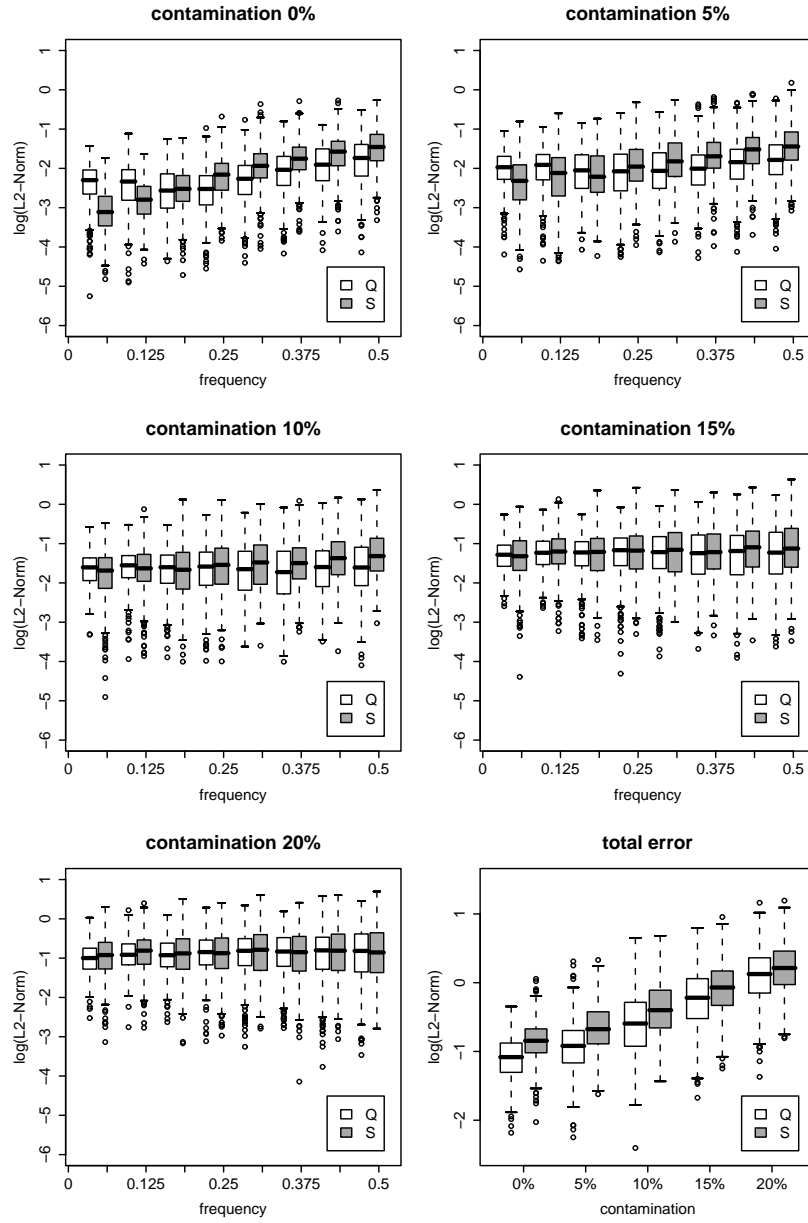 contamination 0%
log(L2−Norm)
1
0
−1
−2
−3
−4
−5
−6
0
0.125
0.25
0.375
0.5
frequency
Q
S
contamination 5%
log(L2−Norm)
1
0
−1
−2
−3
−4
−5
−6
0
0.125
0.25
0.375
0.5
frequency
Q
S
contamination 10%
log(L2−Norm)
1
0
−1
−2
−3
−4
−5
−6
0
0.125
0.25
0.375
0.5
frequency
Q
S
contamination 15%
log(L2−Norm)
1
0
−1
−2
−3
−4
−5
−6
0
0.125
0.25
0.375
0.5
frequency
Q
S
contamination 20%
log(L2−Norm)
1
0
−1
−2
−3
−4
−5
−6
0
0.125
0.25
0.375
0.5
frequency
Q
S
total error
log(L2−Norm)
1
0
−1
−2
0%
5%
10%
15%
20%
contamination
Q
S